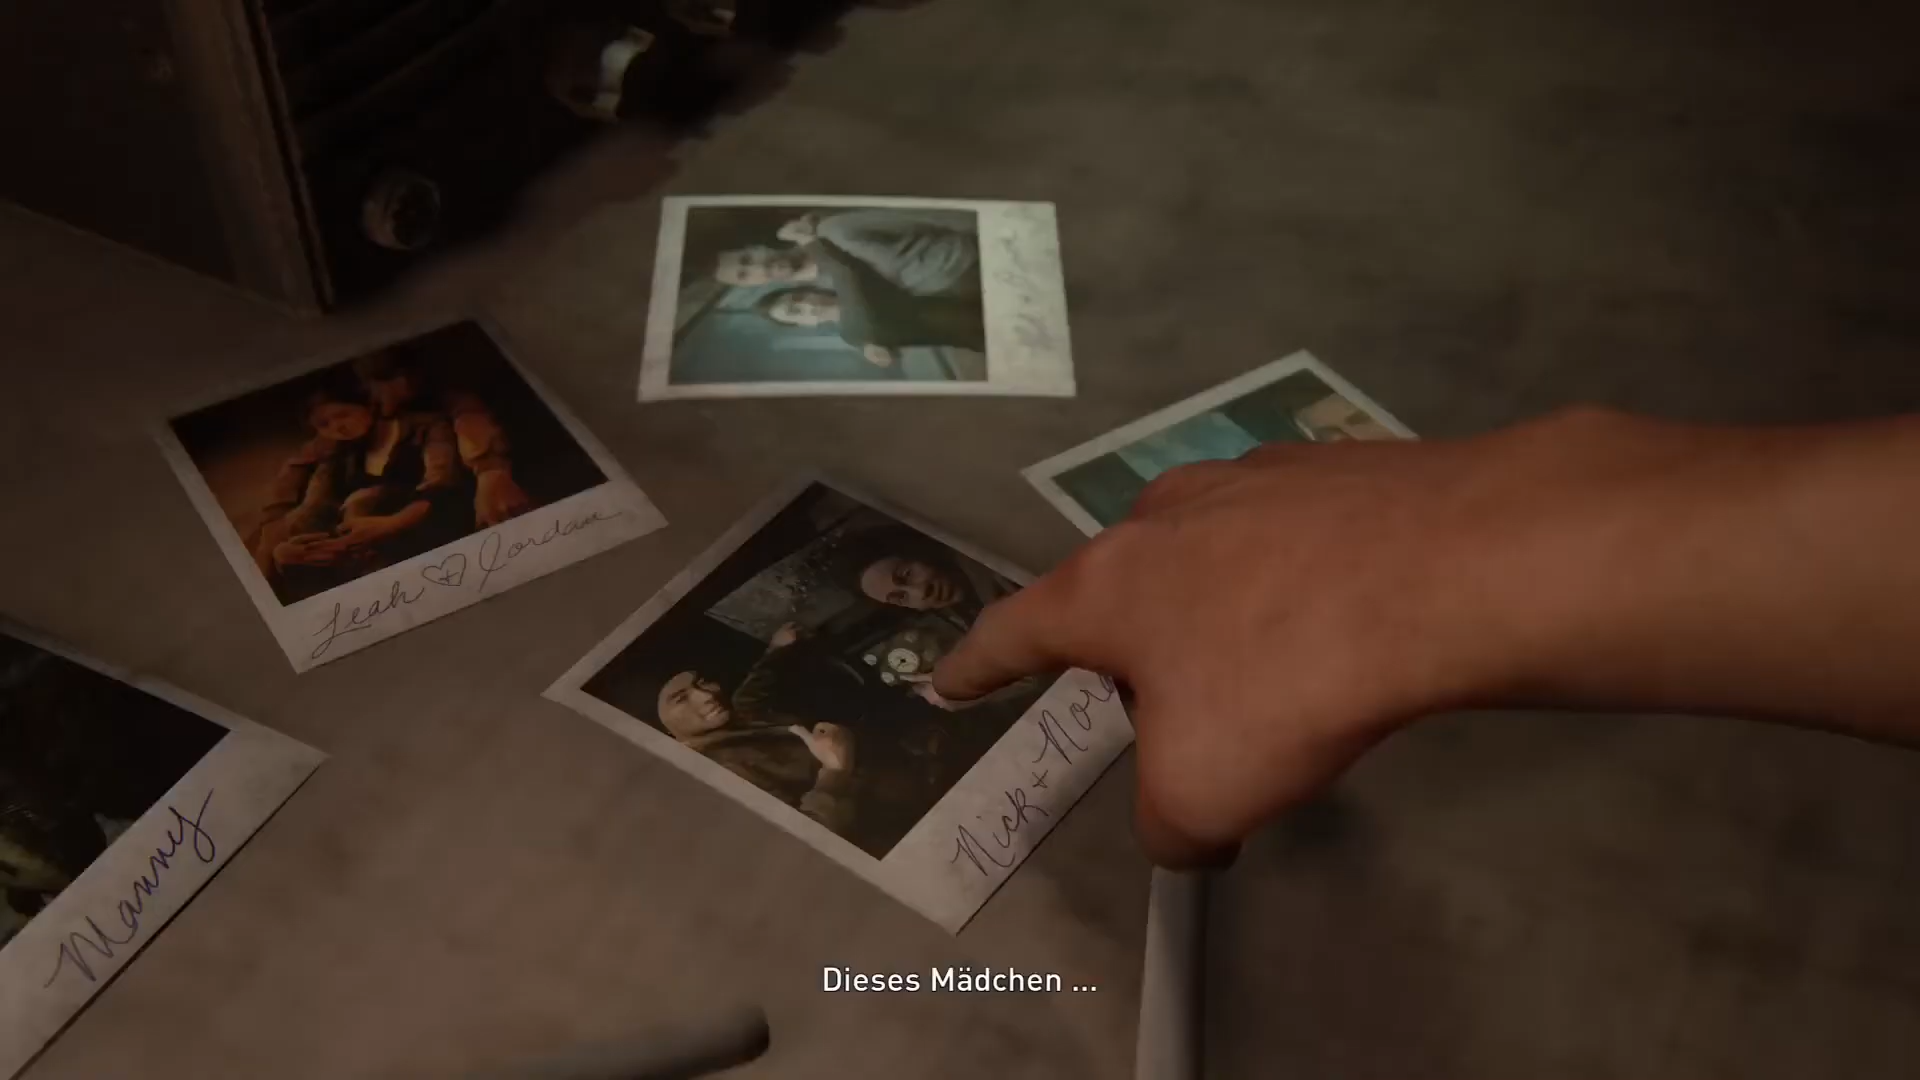 Leah + Jordan
Nick + Nora
Manny
Dieses Mädchen ...